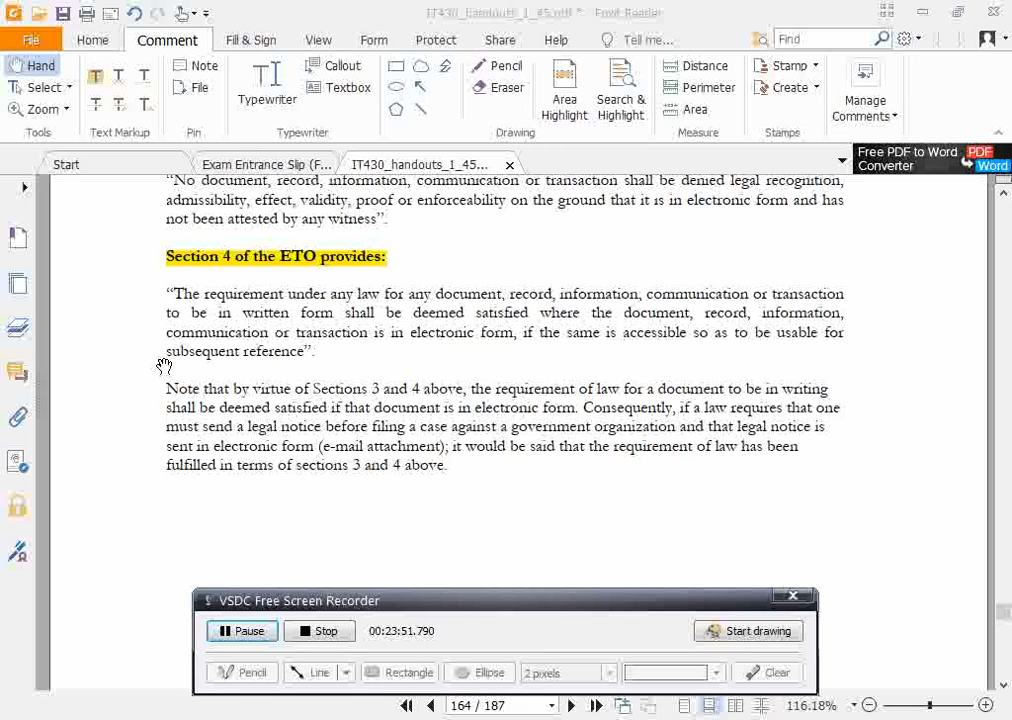 IT430_handouts_1_45.pdf * - Foxit Reader
File Home Comment Fill & Sign View Form Protect Share Help Tell me... Find
Hand
Select
Zoom
Tools
Text Markup
Note
File
Pin
Typewriter
Callout
Textbox
Typewriter
Pencil
Eraser
Area Highlight
Search & Highlight
Drawing
Distance
Perimeter
Area
Measure
Stamp
Create
Stamps
Manage Comments
Start Exam Entrance Slip (F... IT430_handouts_1_45...
Free PDF to Word Converter
PDF
Word
“No document, record, information, communication or transaction shall be denied legal recognition,
admissibility, effect, validity, proof or enforceability on the ground that it is in electronic form and has
not been attested by any witness”.
Section 4 of the ETO provides:
“The requirement under any law for any document, record, information, communication or transaction
to be in written form shall be deemed satisfied where the document, record, information,
communication or transaction is in electronic form, if the same is accessible so as to be usable for
subsequent reference”.
Note that by virtue of Sections 3 and 4 above, the requirement of law for a document to be in writing
shall be deemed satisfied if that document is in electronic form. Consequently, if a law requires that one
must send a legal notice before filing a case against a government organization and that legal notice is
sent in electronic form (e-mail attachment); it would be said that the requirement of law has been
fulfilled in terms of sections 3 and 4 above.
VSDC Free Screen Recorder
Pause Stop 00:23:51.790 Start drawing
Pencil Line Rectangle Ellipse 2 pixels Clear
164 / 187 116.18%